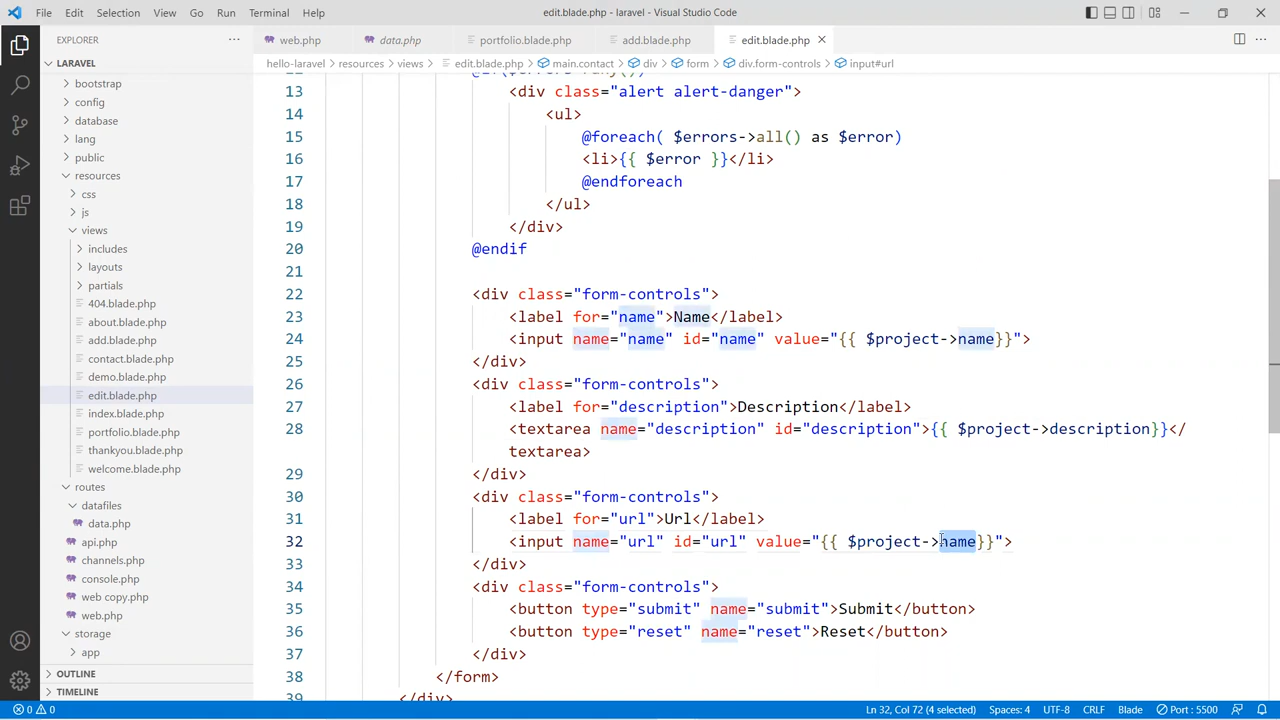 File Edit Selection View Go Run Terminal Help
edit.blade.php - laravel - Visual Studio Code
EXPLORER
LARAVEL
bootstrap
config
database
lang
public
resources
css
js
views
includes
layouts
partials
404.blade.php
about.blade.php
add.blade.php
contact.blade.php
demo.blade.php
edit.blade.php
index.blade.php
portfolio.blade.php
thankyou.blade.php
welcome.blade.php
routes
datafiles
data.php
api.php
channels.php
console.php
web copy.php
web.php
storage
app
OUTLINE
TIMELINE
web.php data.php portfolio.blade.php add.blade.php edit.blade.php
hello-laravel > resources > views > edit.blade.php > main.contact > div > form > div.form-controls > input#url
13 <div class="alert alert-danger">
14 <ul>
15 @foreach( $errors->all() as $error)
16 <li>{{ $error }}</li>
17 @endforeach
18 </ul>
19 </div>
20 @endif
21
22 <div class="form-controls">
23 <label for="name">Name</label>
24 <input name="name" id="name" value="{{ $project->name}}">
25 </div>
26 <div class="form-controls">
27 <label for="description">Description</label>
28 <textarea name="description" id="description">{{ $project->description}}</
textarea>
29 </div>
30 <div class="form-controls">
31 <label for="url">Url</label>
32 <input name="url" id="url" value="{{ $project->name}}">
33 </div>
34 <div class="form-controls">
35 <button type="submit" name="submit">Submit</button>
36 <button type="reset" name="reset">Reset</button>
37 </div>
38 </form>
39 </div>
0 0 Ln 32, Col 72 (4 selected) Spaces: 4 UTF-8 CRLF Blade Port : 5500